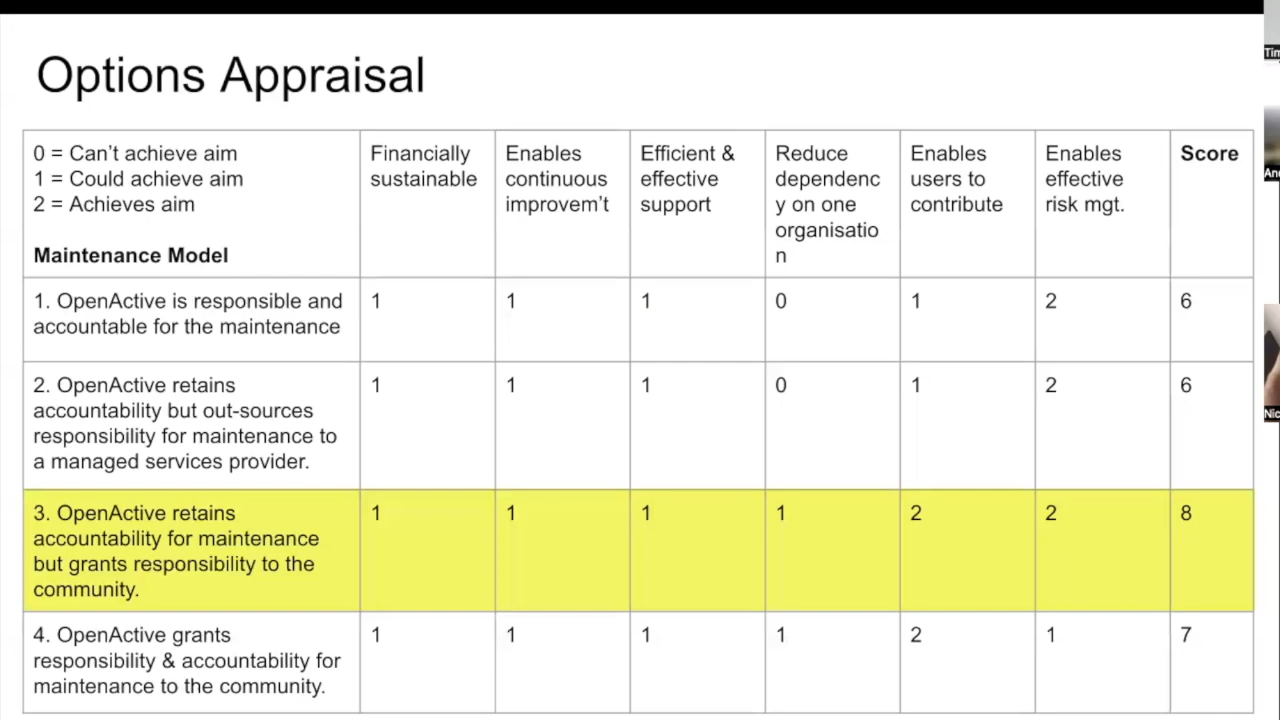 Options Appraisal
0 = Can't achieve aim
1 = Could achieve aim
2 = Achieves aim
Maintenance Model
Financially
sustainable
Enables
continuous
improvem't
Efficient &
effective
support
Reduce
dependenc
y on one
organisatio
n
Enables
users to
contribute
Enables
effective
risk mgt.
Score
1. OpenActive is responsible and
accountable for the maintenance
1
1
1
0
1
2
6
2. OpenActive retains
accountability but out-sources
responsibility for maintenance to
a managed services provider.
1
1
1
0
1
2
6
3. OpenActive retains
accountability for maintenance
but grants responsibility to the
community.
1
1
1
1
2
2
8
4. OpenActive grants
responsibility & accountability for
maintenance to the community.
1
1
1
1
2
1
7